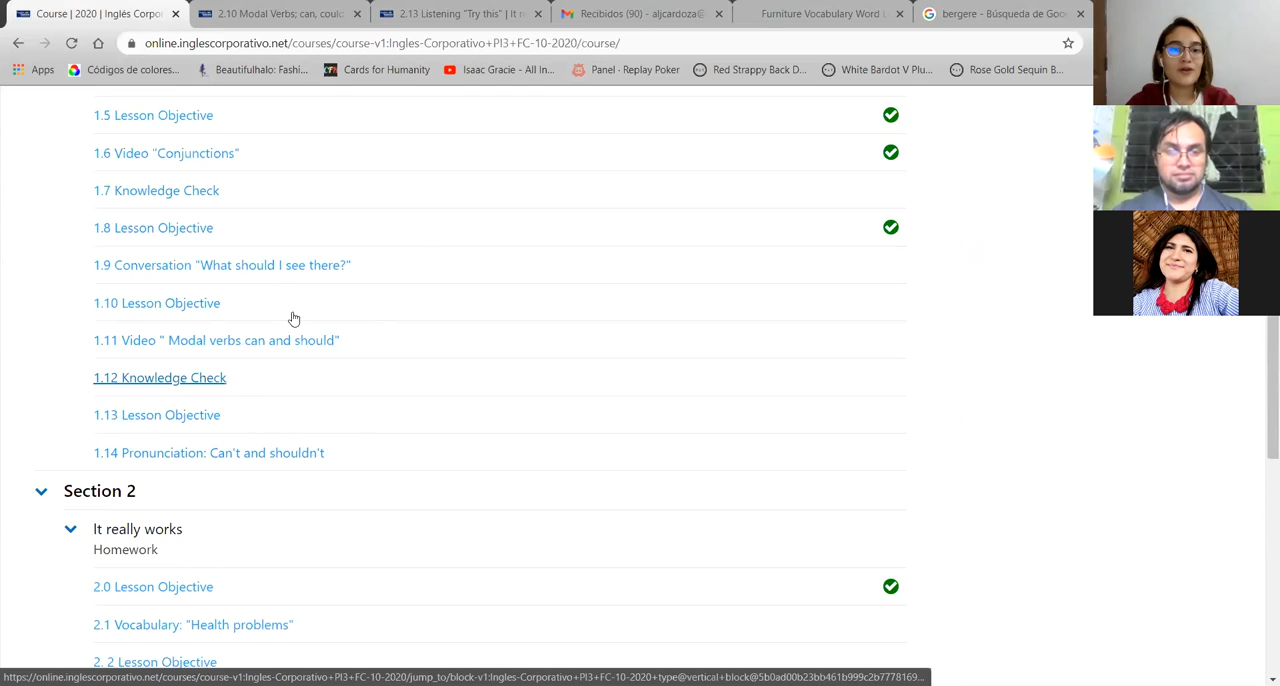 Course | 2020 | Inglés Corpor
2.10 Modal Verbs; can, could
2.13 Listening "Try this" | It r
Recibidos (90) - aljcardoza@
Furniture Vocabulary Word L
bergere - Búsqueda de Goo
online.inglescorporativo.net/courses/course-v1:Ingles-Corporativo+PI3+FC-10-2020/course/
Apps
Códigos de colores...
Beautifulhalo: Fashi...
Cards for Humanity
Isaac Gracie - All In...
Panel · Replay Poker
Red Strappy Back D...
White Bardot V Plu...
Rose Gold Sequin B...
1.5 Lesson Objective
1.6 Video "Conjunctions"
1.7 Knowledge Check
1.8 Lesson Objective
1.9 Conversation "What should I see there?"
1.10 Lesson Objective
1.11 Video " Modal verbs can and should"
1.12 Knowledge Check
1.13 Lesson Objective
1.14 Pronunciation: Can't and shouldn't
Section 2
It really works
Homework
2.0 Lesson Objective
2.1 Vocabulary: "Health problems"
2. 2 Lesson Objective
https://online.inglescorporativo.net/courses/course-v1:Ingles-Corporativo+PI3+FC-10-2020/jump_to/block-v1:Ingles-Corporativo+PI3+FC-10-2020+type@vertical+block@5b0ad00b23bb461b999c2b7778169...